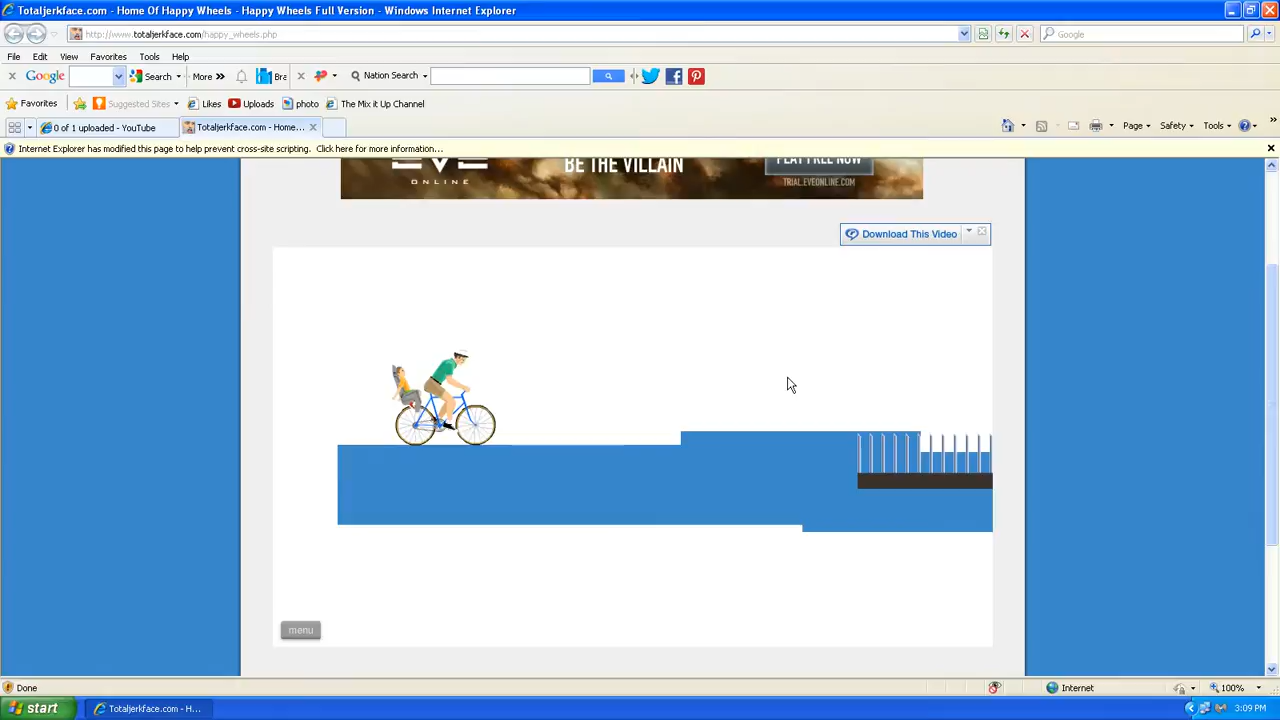 Totaljerkface.com - Home Of Happy Wheels - Happy Wheels Full Version - Windows Internet Explorer
http://www.totaljerkface.com/happy_wheels.php
Google
File Edit View Favorites Tools Help
Google Search More » Bra Nation Search
Favorites Suggested Sites Likes Uploads photo The Mix it Up Channel
0 of 1 uploaded - YouTube Totaljerkface.com - Home... Page Safety Tools
Internet Explorer has modified this page to help prevent cross-site scripting. Click here for more information...
EVE BE THE VILLAIN PLAY FREE NOW
ONLINE TRIAL.EVEONLINE.COM
Download This Video
menu
Done Internet 100%
start Totaljerkface.com - H... 3:09 PM